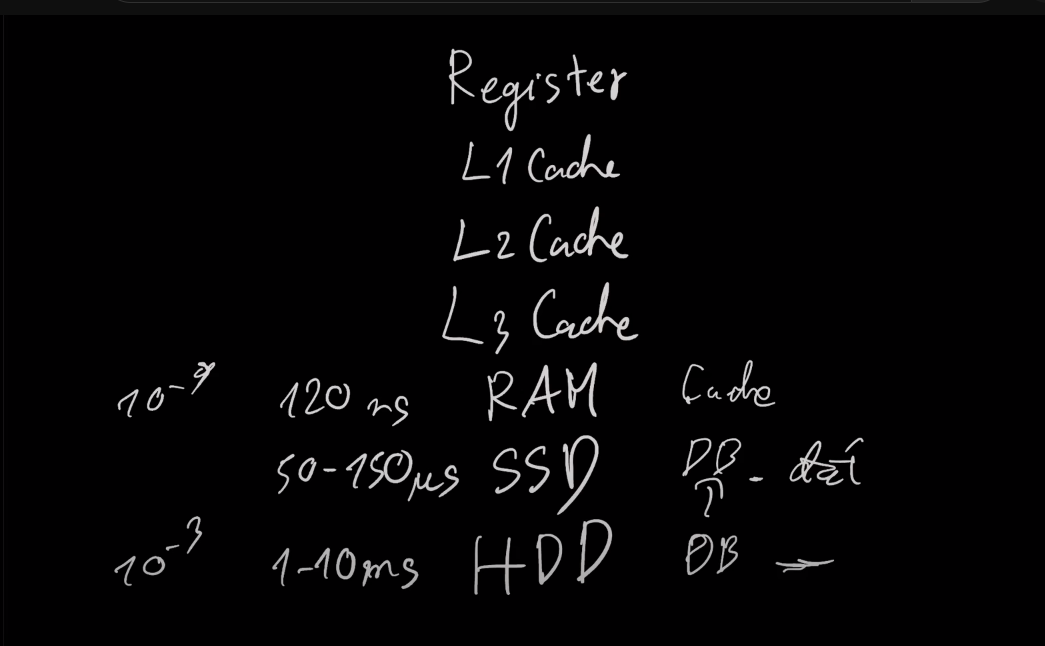 Register
L1 Cache
L2 Cache
L3 Cache
10⁻⁹ 120 ns RAM Cache
50-150µs SSD DB - đắt
10⁻³ 1-10ms HDD DB